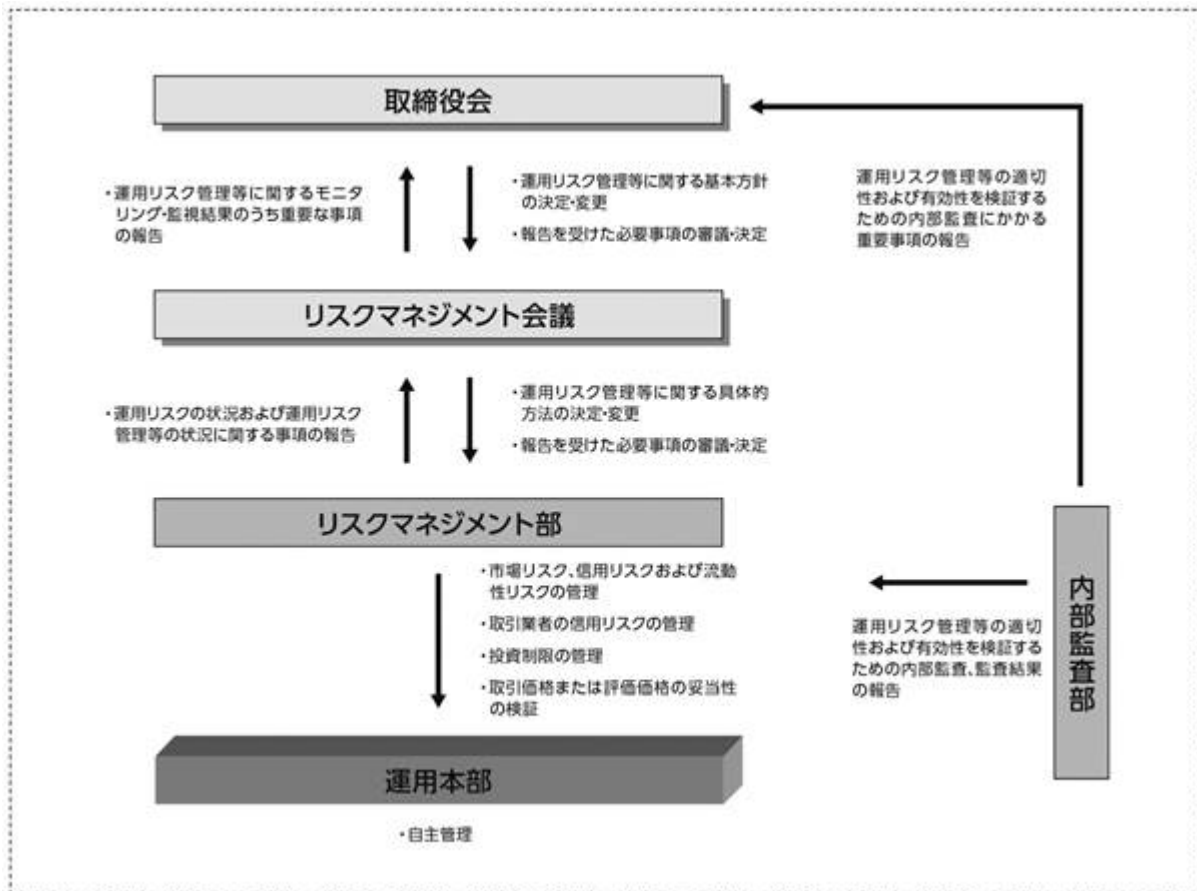 取締役会
・運用リスク管理等に関するモニタ
リング・監視結果のうち重要な事項
の報告
・運用リスク管理等に関する基本方針
の決定・変更
・報告を受けた必要事項の審議・決定
運用リスク管理等の適切
性および有効性を検証す
るための内部監査にかかる
重要事項の報告
リスクマネジメント会議
・運用リスクの状況および運用リスク
管理等の状況に関する事項の報告
・運用リスク管理等に関する具体的
方法の決定・変更
・報告を受けた必要事項の審議・決定
リスクマネジメント部
・市場リスク、信用リスクおよび流動
性リスクの管理
・取引業者の信用リスクの管理
・投資制限の管理
・取引価格または評価価格の妥当性
の検証
運用リスク管理等の適切
性および有効性を検証する
ための内部監査、監査結果
の報告
内部監査部
運用本部
・自主管理